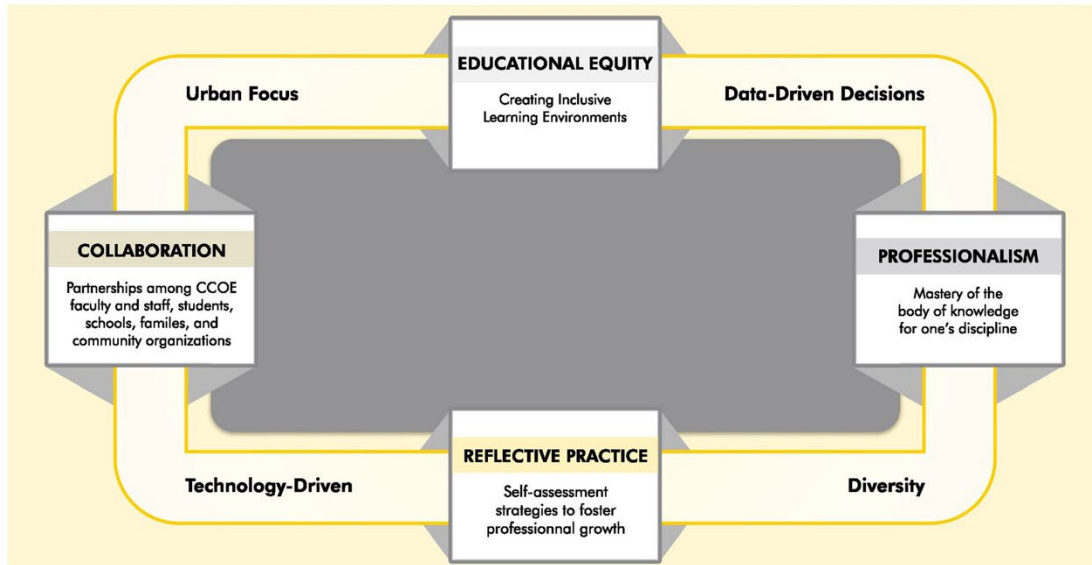 EDUCATIONAL EQUITY
Creating Inclusive
Learning Environments
Urban Focus
Data-Driven Decisions
COLLABORATION
Partnerships among CCOE
faculty and staff, students,
schools, familes, and
community organizations
PROFESSIONALISM
Mastery of the
body of knowledge
for one's discipline
REFLECTIVE PRACTICE
Self-assessment
strategies to foster
professionnal growth
Technology-Driven
Diversity